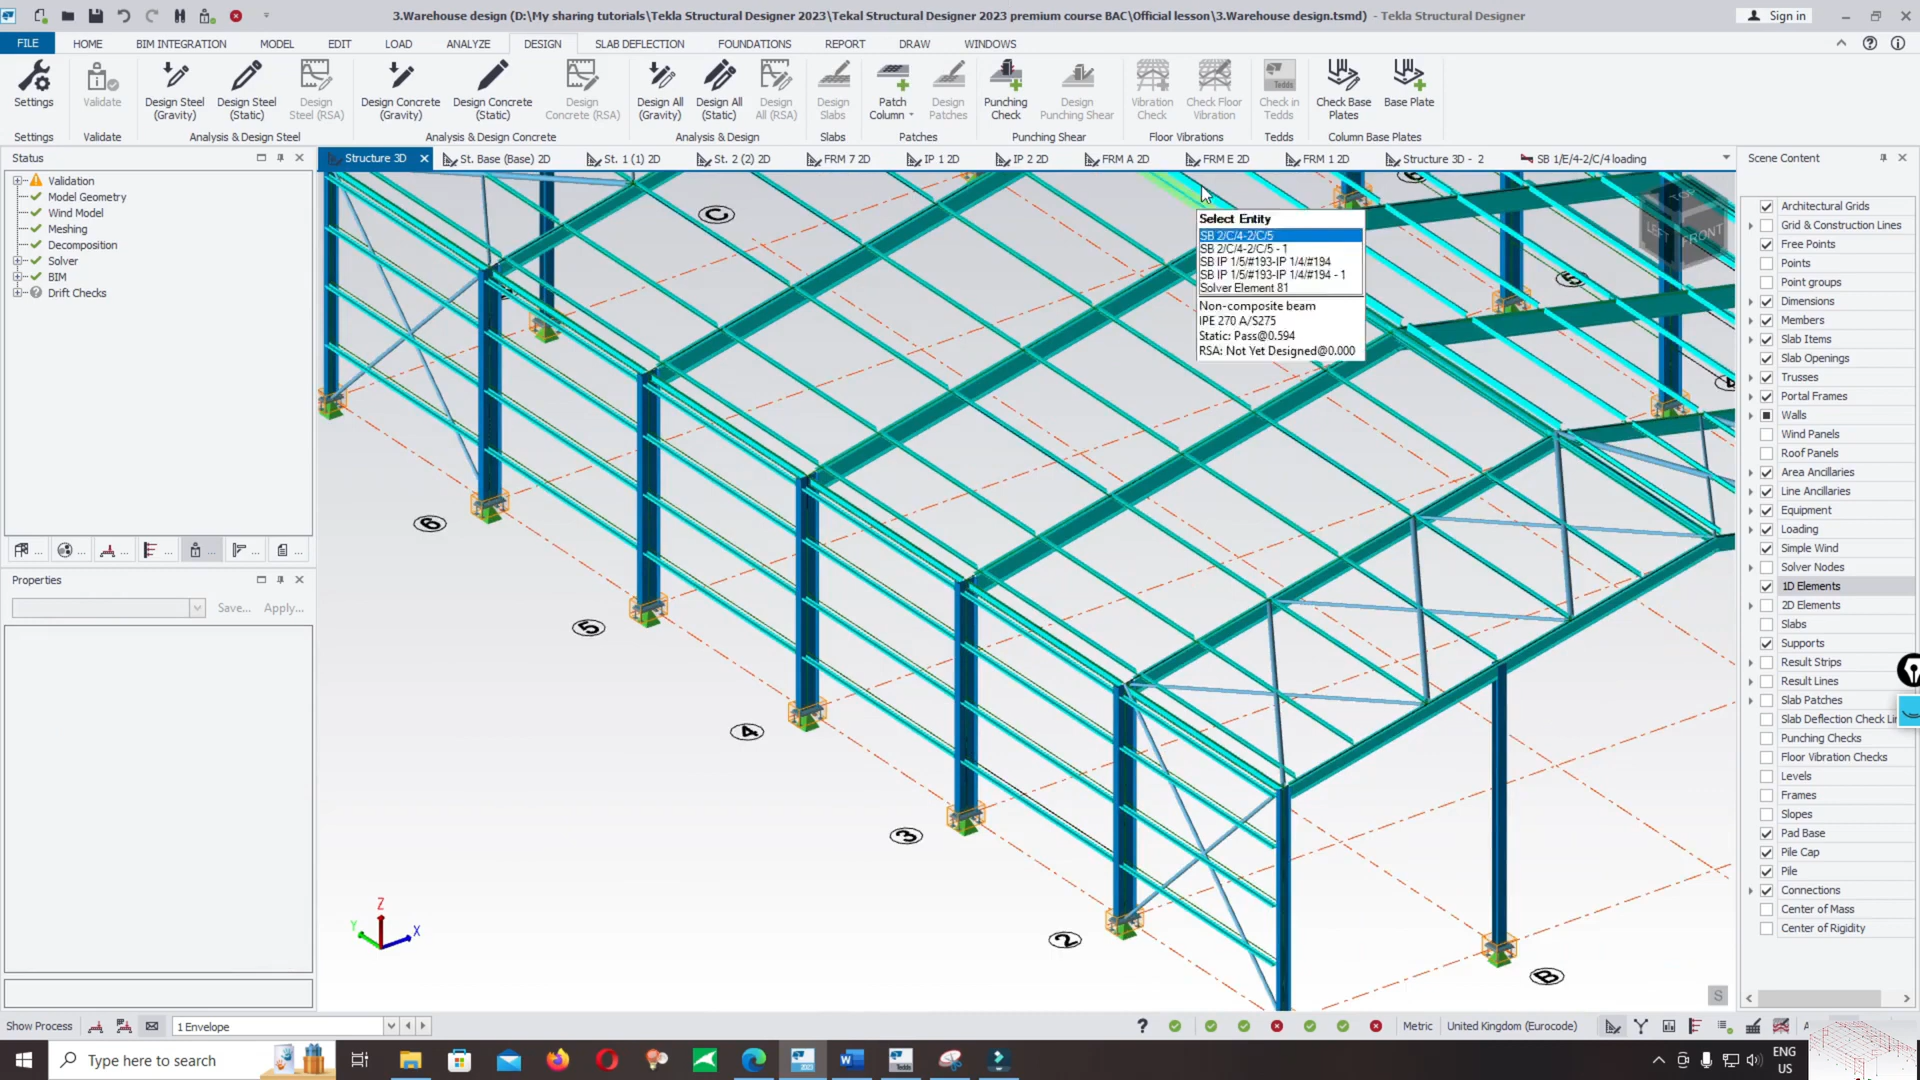 3.Warehouse design (D:\My sharing tutorials\Tekla Structural Designer 2023\Tekal Structural Designer 2023 premium course BAC\Official lesson\3.Warehouse design.tsmd) - Tekla Structural Designer
Sign in
FILE HOME BIM INTEGRATION MODEL EDIT LOAD ANALYZE DESIGN SLAB DEFLECTION FOUNDATIONS REPORT DRAW WINDOWS
Settings
Validate
Design Steel (Gravity)
Design Steel (Static)
Design Steel (RSA)
Design Concrete (Gravity)
Design Concrete (Static)
Design Concrete (RSA)
Design All (Gravity)
Design All (Static)
Design All (RSA)
Design Slabs
Patch Column
Design Patches
Punching Check
Design Punching Shear
Vibration Check
Check Floor Vibration
Check in Tedds
Check Base Plates
Base Plate
Settings Validate Analysis & Design Steel Analysis & Design Concrete Analysis & Design Slabs Patches Punching Shear Floor Vibrations Tedds Column Base Plates
Status
Structure 3D St. Base (Base) 2D St. 1 (1) 2D St. 2 (2) 2D FRM 7 2D IP 1 2D IP 2 2D FRM A 2D FRM E 2D FRM 1 2D Structure 3D - 2 SB 1/E/4-2/C/4 loading
Scene Content
Validation
Model Geometry
Wind Model
Meshing
Decomposition
Solver
BIM
Drift Checks
Properties
Save... Apply...
Select Entity
SB 2/C/4-2/C/5
SB 2/C/4-2/C/5 - 1
SB IP 1/5/#193-IP 1/4/#194
SB IP 1/5/#193-IP 1/4/#194 - 1
Solver Element 81
Non-composite beam
IPE 270 A/S275
Static: Pass@0.594
RSA: Not Yet Designed@0.000
TOP
LEFT
FRONT
C
5
6
5
4
3
2
B
Z
Y
X
S
Architectural Grids
Grid & Construction Lines
Free Points
Points
Point groups
Dimensions
Members
Slab Items
Slab Openings
Trusses
Portal Frames
Walls
Wind Panels
Roof Panels
Area Ancillaries
Line Ancillaries
Equipment
Loading
Simple Wind
Solver Nodes
1D Elements
2D Elements
Slabs
Supports
Result Strips
Result Lines
Slab Patches
Slab Deflection Check Lin
Punching Checks
Floor Vibration Checks
Levels
Frames
Slopes
Pad Base
Pile Cap
Pile
Connections
Center of Mass
Center of Rigidity
Show Process
1 Envelope
Metric
United Kingdom (Eurocode)
Type here to search
Tedds
ENG
US